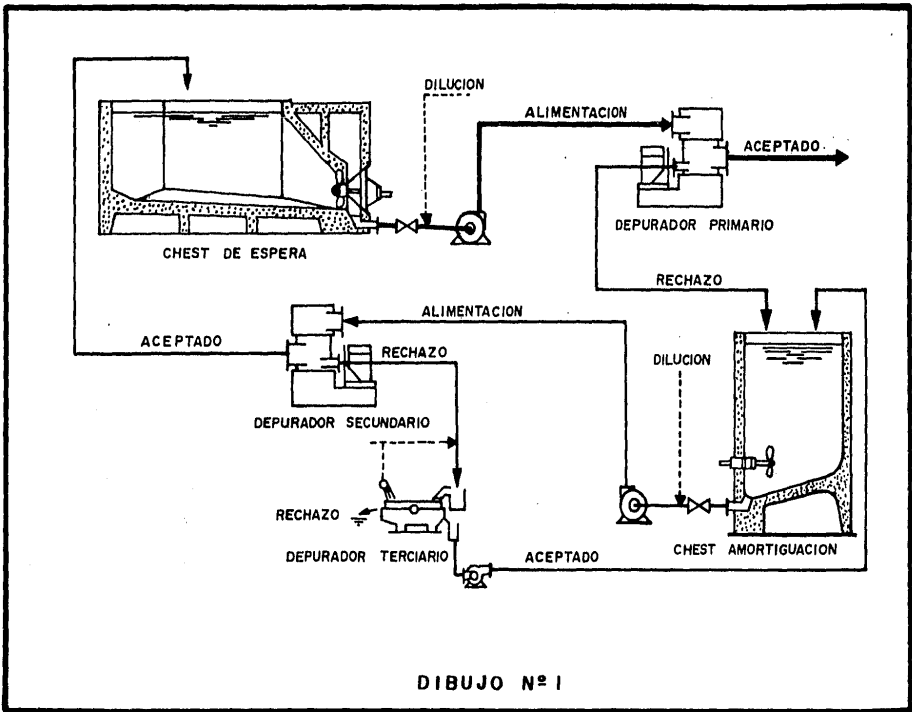 DILUCION
ALIMENTACION
ACEPTADO
DEPURADOR PRIMARIO
CHEST DE ESPERA
RECHAZO
ALIMENTACION
ACEPTADO
RECHAZO
DILUCION
DEPURADOR SECUNDARIO
RECHAZO
DEPURADOR TERCIARIO
ACEPTADO
CHEST AMORTIGUACION
DIBUJO Nº 1